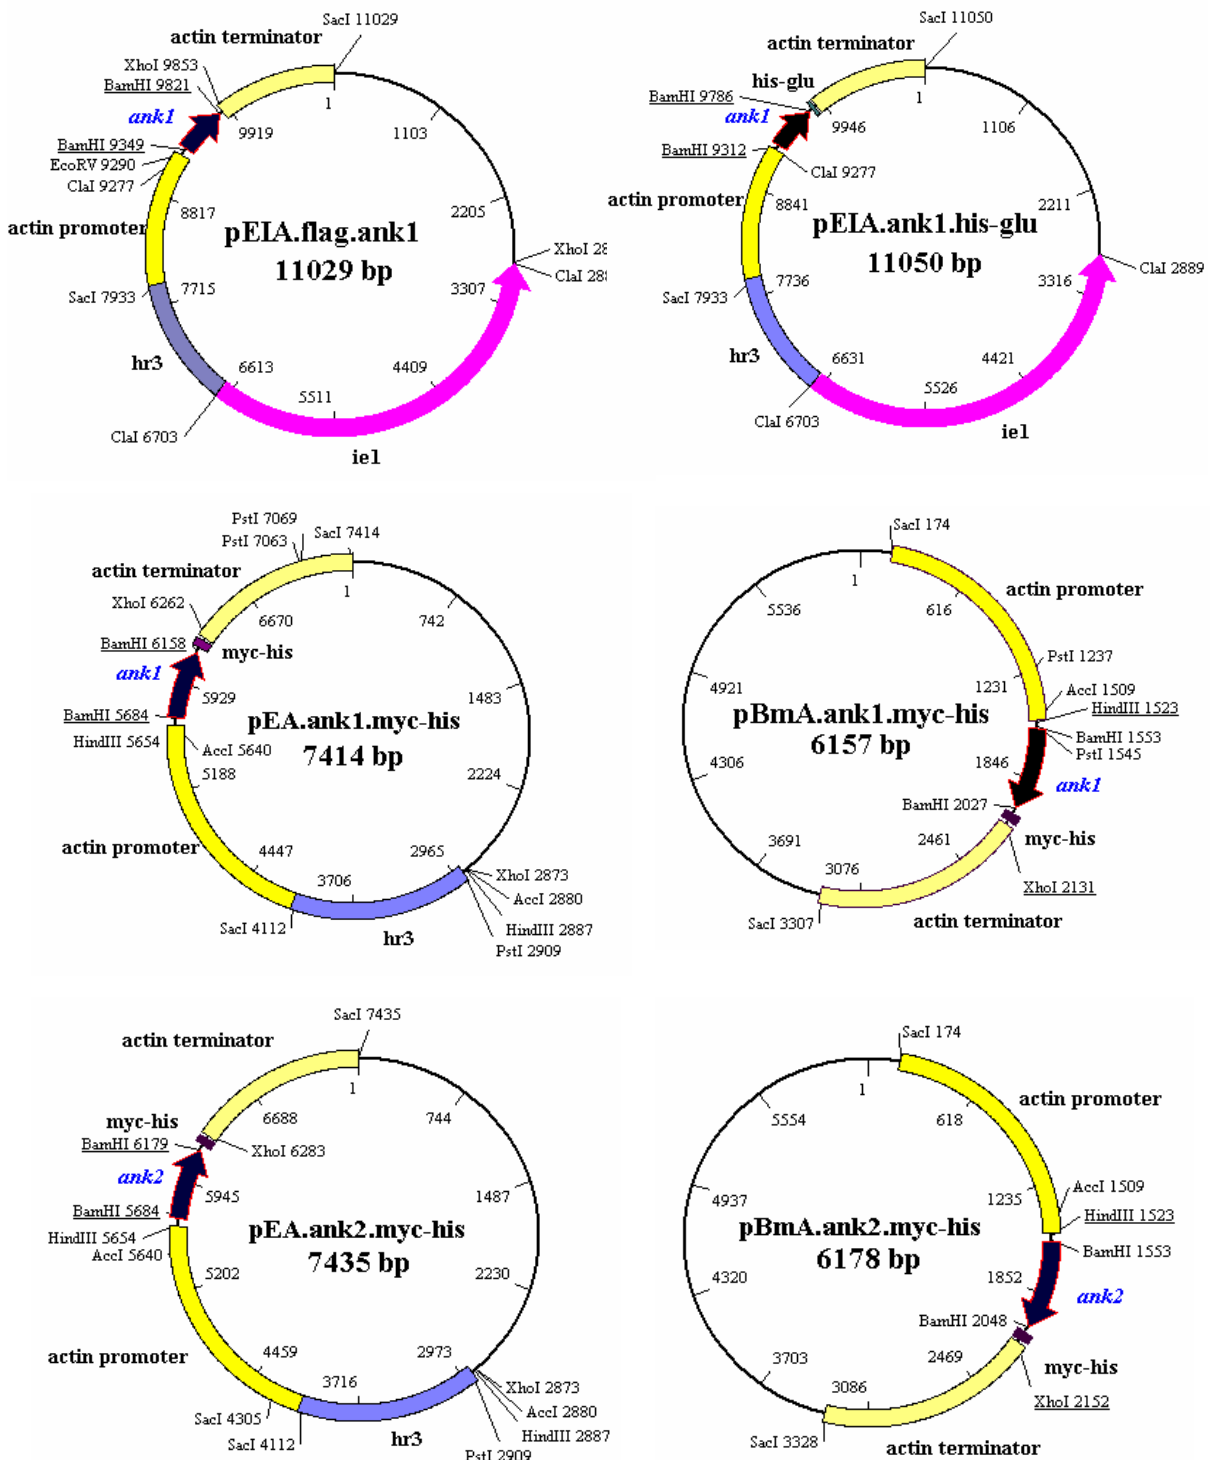 SacI 11029
actin terminator
XhoI 9853
BamHI 9821
ank1
1
9919
1103
BamHI 9349
EcoRV 9290
ClaI 9277
8817
2205
actin promoter
pEIA.flag.ank1
11029 bp
XhoI 28
ClaI 28
SacI 7933
7715
3307
hr3
6613
4409
5511
ClaI 6703
ie1
SacI 11050
actin terminator
his-glu
BamHI 9786
ank1
1
9946
1106
BamHI 9312
ClaI 9277
actin promoter
8841
2211
pEIA.ank1.his-glu
11050 bp
ClaI 2889
SacI 7933
7736
3316
hr3
6631
4421
5526
ClaI 6703
ie1
PstI 7069
PstI 7063
SacI 7414
actin terminator
1
XhoI 6262
6670
742
BamHI 6158
myc-his
ank1
5929
1483
BamHI 5684
HindIII 5654
AccI 5640
pEA.ank1.myc-his
7414 bp
5188
2224
actin promoter
4447
2965
3706
XhoI 2873
AccI 2880
HindIII 2887
PstI 2909
SacI 4112
hr3
SacI 174
1
actin promoter
5536
616
PstI 1237
4921
1231
AccI 1509
HindIII 1523
pBmA.ank1.myc-his
6157 bp
BamHI 1553
PstI 1545
4306
1846
ank1
BamHI 2027
myc-his
3691
2461
3076
XhoI 2131
SacI 3307
actin terminator
SacI 7435
actin terminator
1
myc-his
6688
744
BamHI 6179
XhoI 6283
ank2
5945
1487
BamHI 5684
HindIII 5654
AccI 5640
pEA.ank2.myc-his
7435 bp
5202
2230
actin promoter
4459
2973
3716
XhoI 2873
AccI 2880
HindIII 2887
PstI 2909
SacI 4305
SacI 4112
hr3
SacI 174
1
actin promoter
5554
618
4937
1235
AccI 1509
HindIII 1523
pBmA.ank2.myc-his
6178 bp
BamHI 1553
4320
1852
ank2
BamHI 2048
myc-his
3703
2469
3086
XhoI 2152
SacI 3328
actin terminator